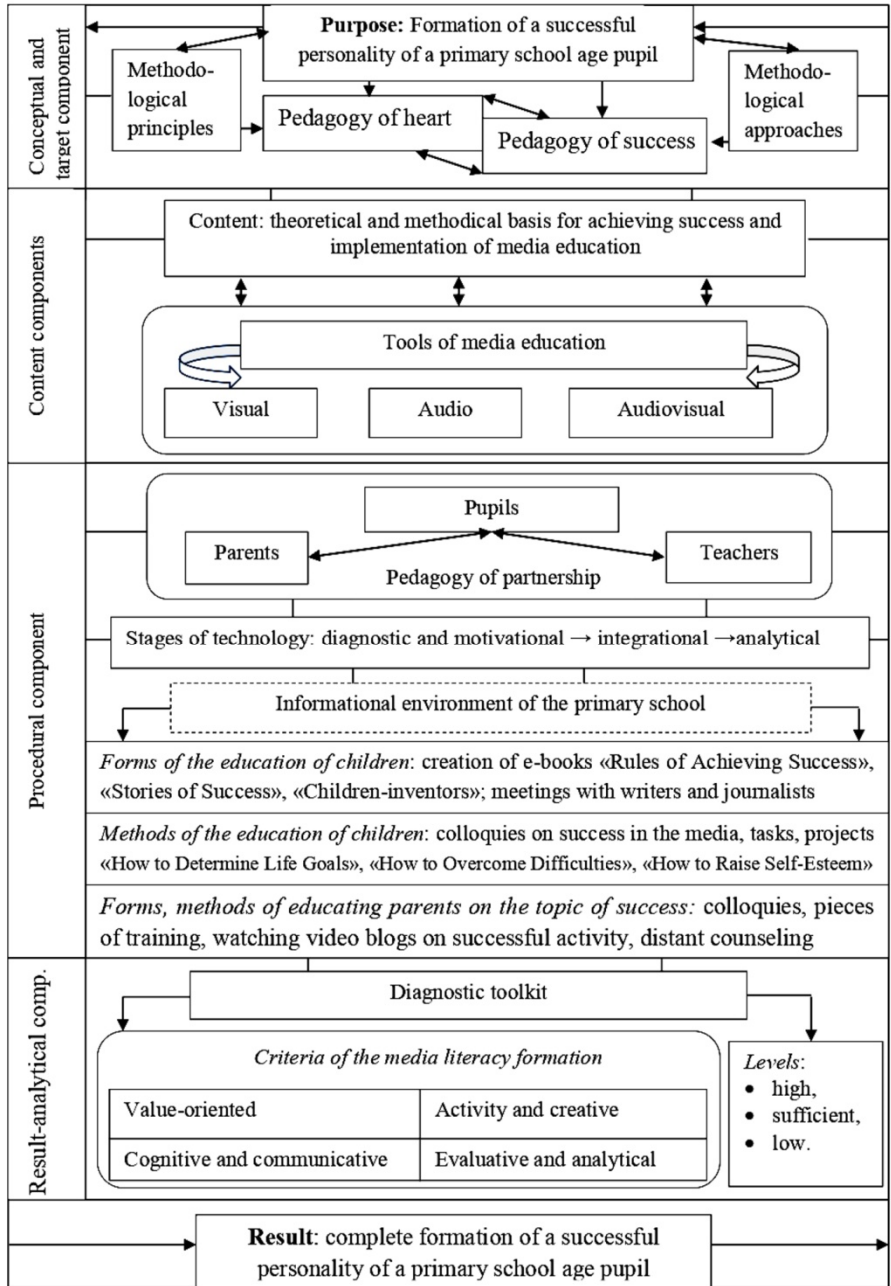 Conceptual and
target component
Purpose: Formation of a successful
personality of a primary school age pupil
Methodo-
logical
principles
Pedagogy of heart
Pedagogy of success
Methodo-
logical
approaches
Content components
Content: theoretical and methodical basis for achieving success and
implementation of media education
Tools of media education
Visual
Audio
Audiovisual
Procedural component
Pupils
Parents
Teachers
Pedagogy of partnership
Stages of technology: diagnostic and motivational → integrational →analytical
Informational environment of the primary school
Forms of the education of children: creation of e-books «Rules of Achieving Success»,
«Stories of Success», «Children-inventors»; meetings with writers and journalists
Methods of the education of children: colloquies on success in the media, tasks, projects
«How to Determine Life Goals», «How to Overcome Difficulties», «How to Raise Self-Esteem»
Forms, methods of educating parents on the topic of success: colloquies, pieces
of training, watching video blogs on successful activity, distant counseling
Result-analytical comp.
Diagnostic toolkit
Criteria of the media literacy formation
Value-oriented
Activity and creative
Cognitive and communicative
Evaluative and analytical
Levels:
• high,
• sufficient,
• low.
Result: complete formation of a successful
personality of a primary school age pupil